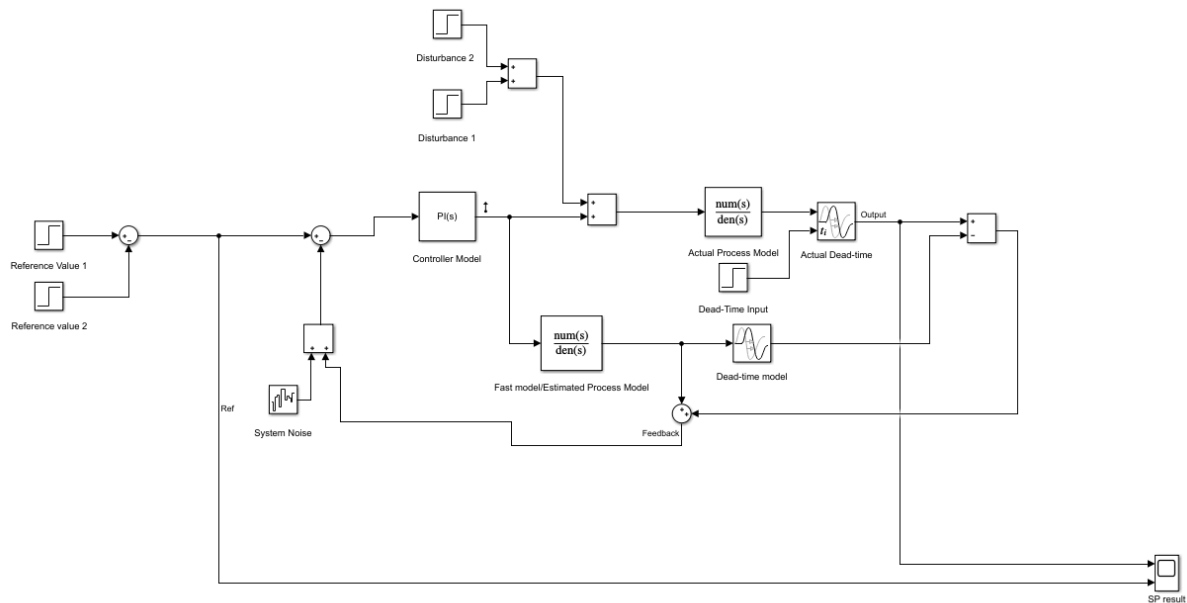 Disturbance 2
+
+
Disturbance 1
PI(s)
Controller Model
+
+
num(s)
den(s)
Actual Process Model
ti
Actual Dead-time
Output
+
−
Reference Value 1
+
−
+
−
Reference value 2
Dead-Time Input
num(s)
den(s)
Fast model/Estimated Process Model
Dead-time model
+ +
System Noise
Ref
+
+
Feedback
SP result